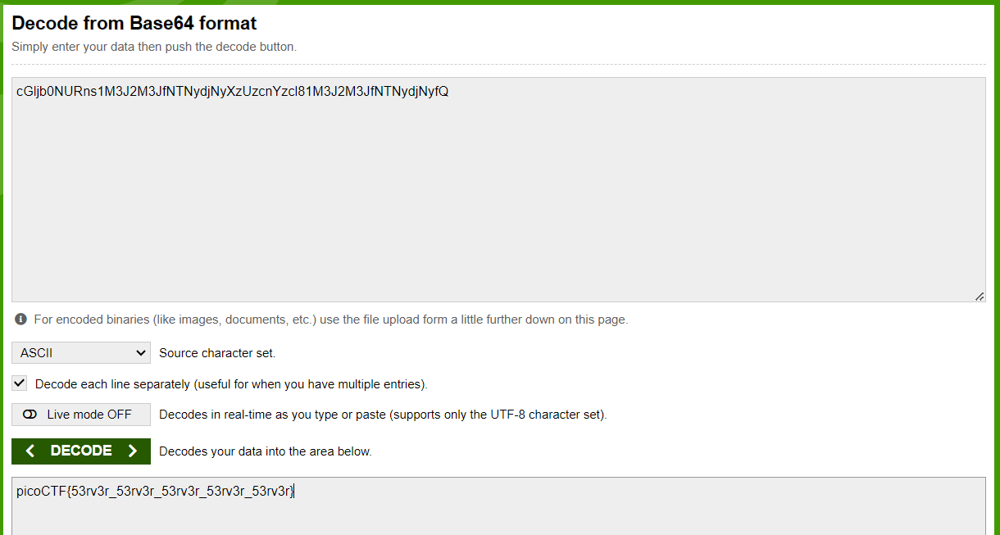 Decode from Base64 format
Simply enter your data then push the decode button.
cGljb0NURns1M3J2M3JfNTNydjNyXzUzcnYzcl81M3J2M3JfNTNydjNyfQ
For encoded binaries (like images, documents, etc.) use the file upload form a little further down on this page.
ASCII Source character set.
Decode each line separately (useful for when you have multiple entries).
Live mode OFF Decodes in real-time as you type or paste (supports only the UTF-8 character set).
DECODE Decodes your data into the area below.
picoCTF{53rv3r_53rv3r_53rv3r_53rv3r_53rv3r}